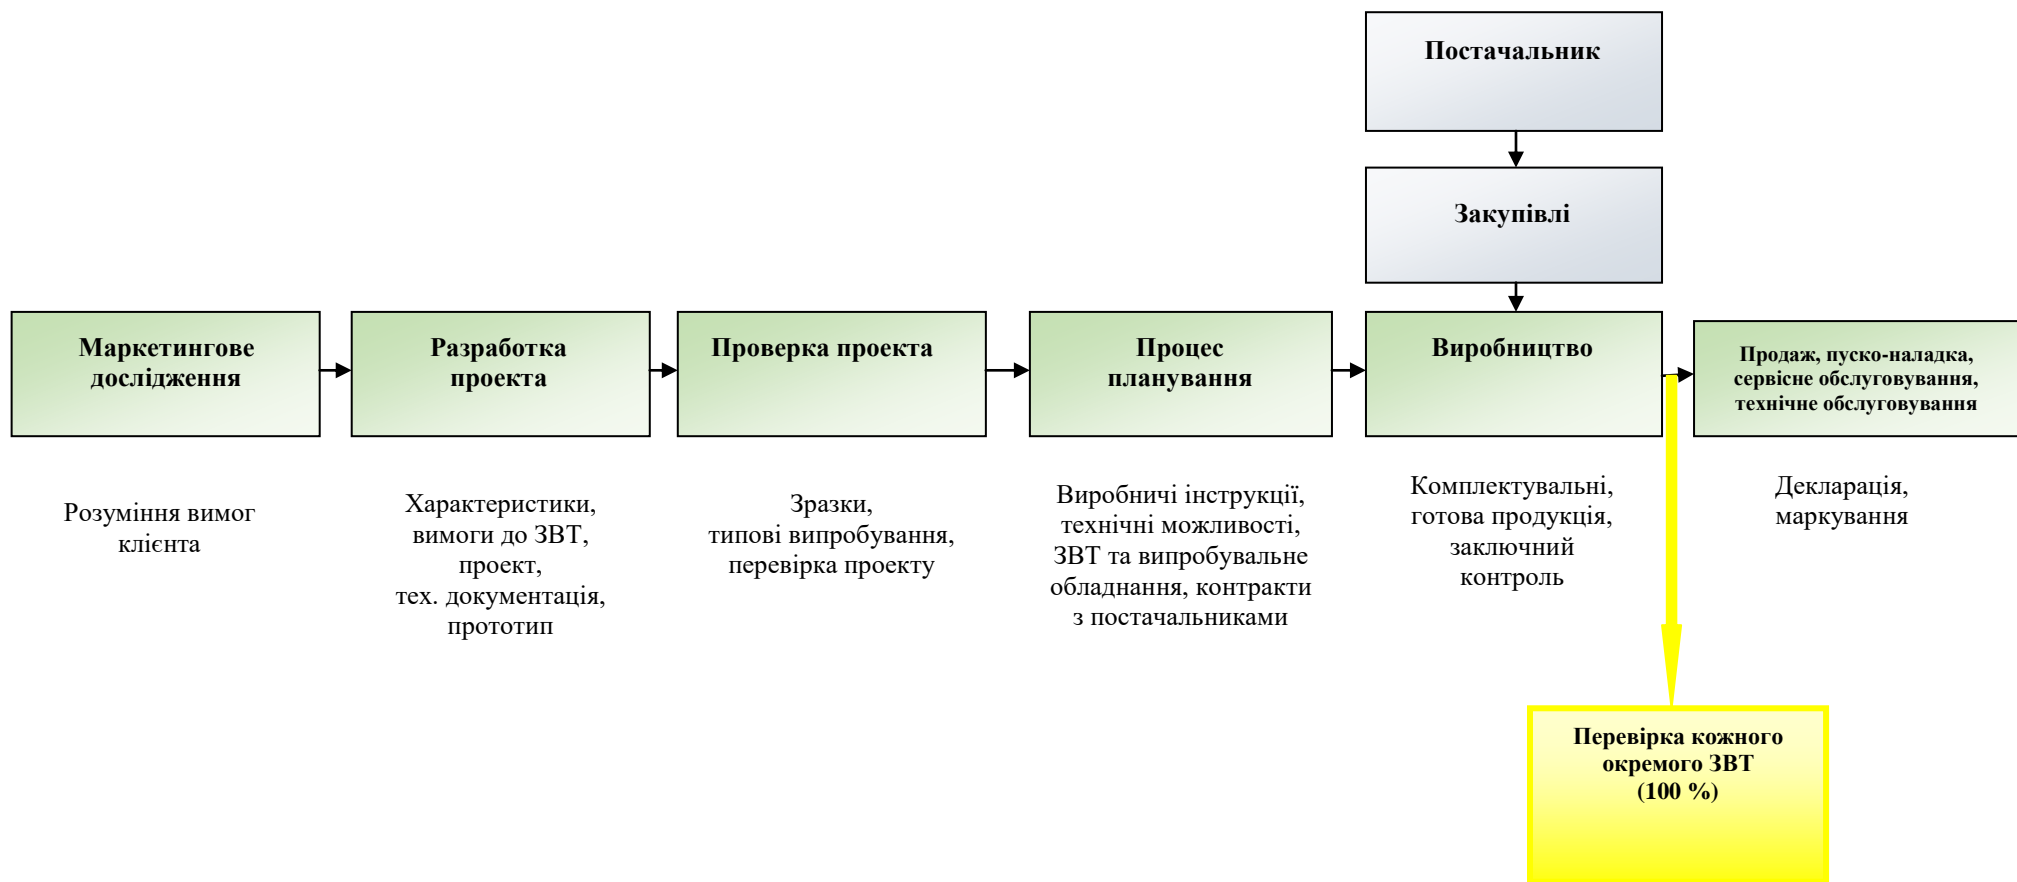 Постачальник
Закупівлі
Маркетингове
дослідження
Разработка
проекта
Проверка проекта
Процес
планування
Виробництво
Продаж, пуско-наладка,
сервісне обслуговування,
технічне обслуговування
Розуміння вимог
клієнта
Характеристики,
вимоги до ЗВТ,
проект,
тех. документація,
прототип
Зразки,
типові випробування,
перевірка проекту
Виробничі інструкції,
технічні можливості,
ЗВТ та випробувальне
обладнання, контракти
з постачальниками
Комплектувальні,
готова продукція,
заключний
контроль
Декларація,
маркування
Перевірка кожного
окремого ЗВТ
(100 %)